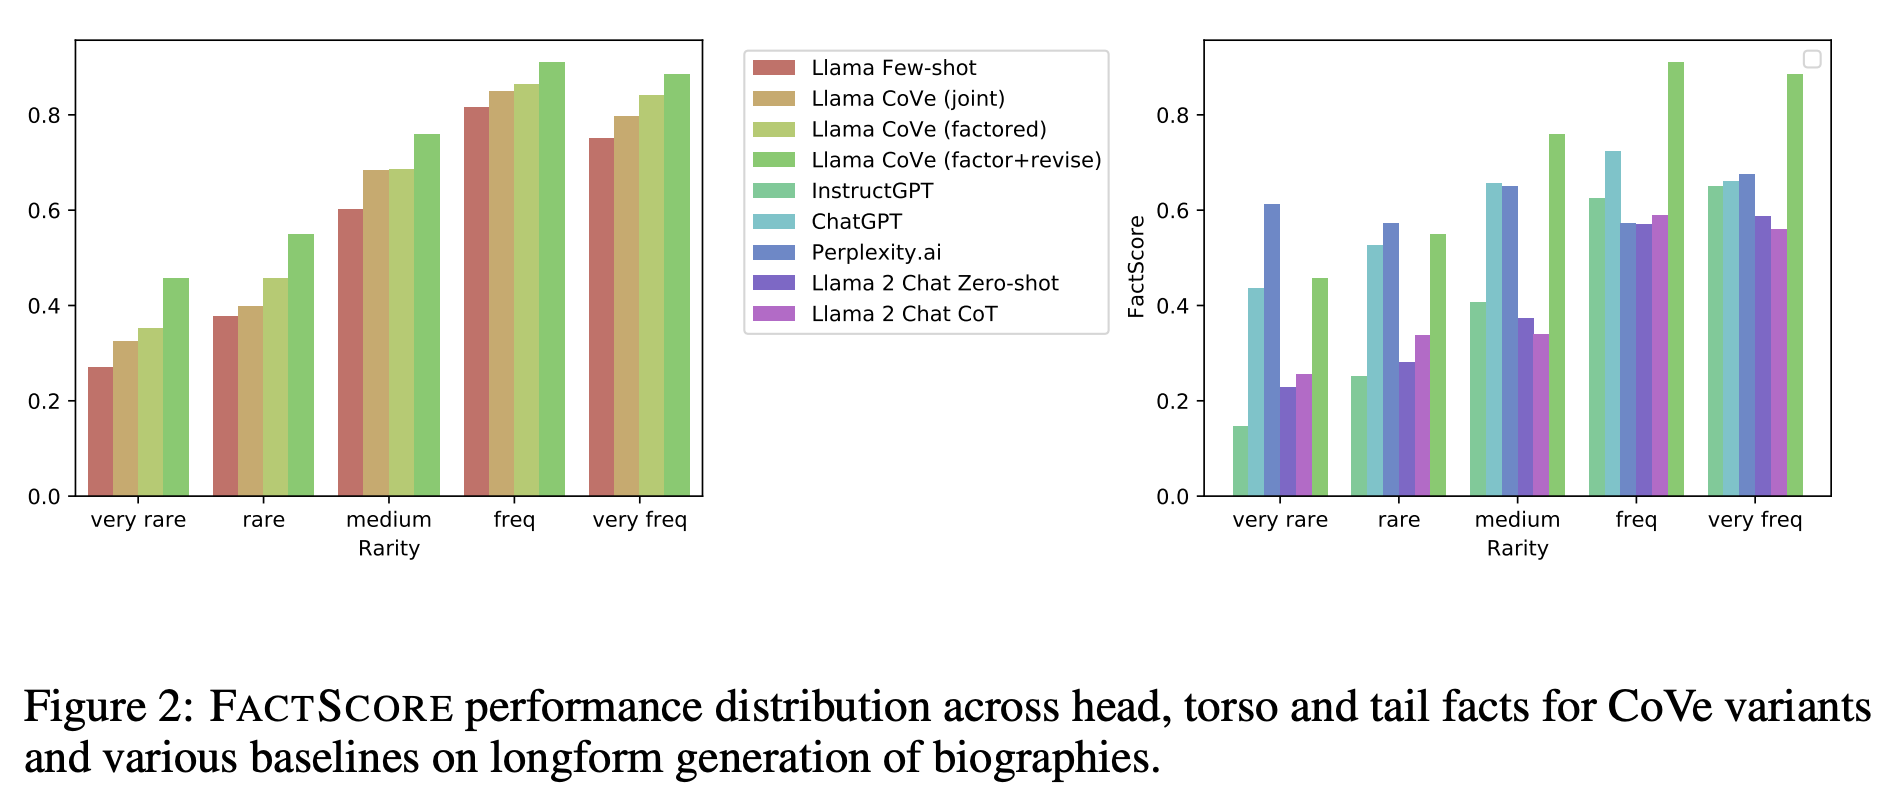 0.8
0.6
0.4
0.2
0.0
very rare rare medium freq very freq
Rarity
Llama Few-shot
Llama CoVe (joint)
Llama CoVe (factored)
Llama CoVe (factor+revise)
InstructGPT
ChatGPT
Perplexity.ai
Llama 2 Chat Zero-shot
Llama 2 Chat CoT
FactScore
0.8
0.6
0.4
0.2
0.0
very rare rare medium freq very freq
Rarity
Figure 2: FACTSCORE performance distribution across head, torso and tail facts for CoVe variants
and various baselines on longform generation of biographies.